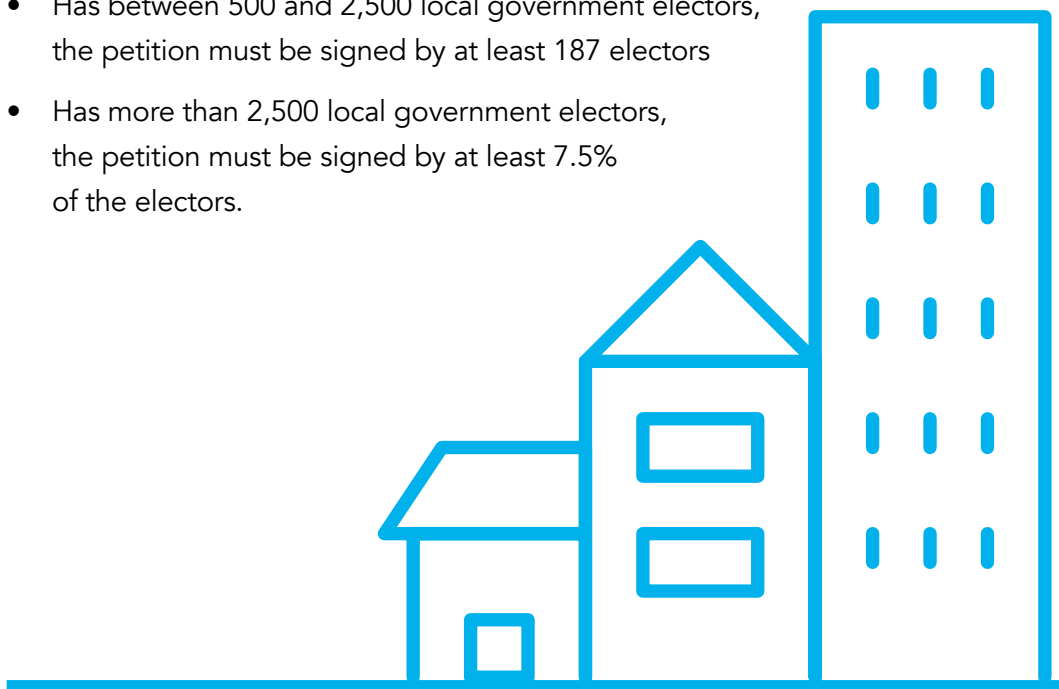 • Has between 500 and 2,500 local government electors,
the petition must be signed by at least 187 electors
• Has more than 2,500 local government electors,
the petition must be signed by at least 7.5%
of the electors.